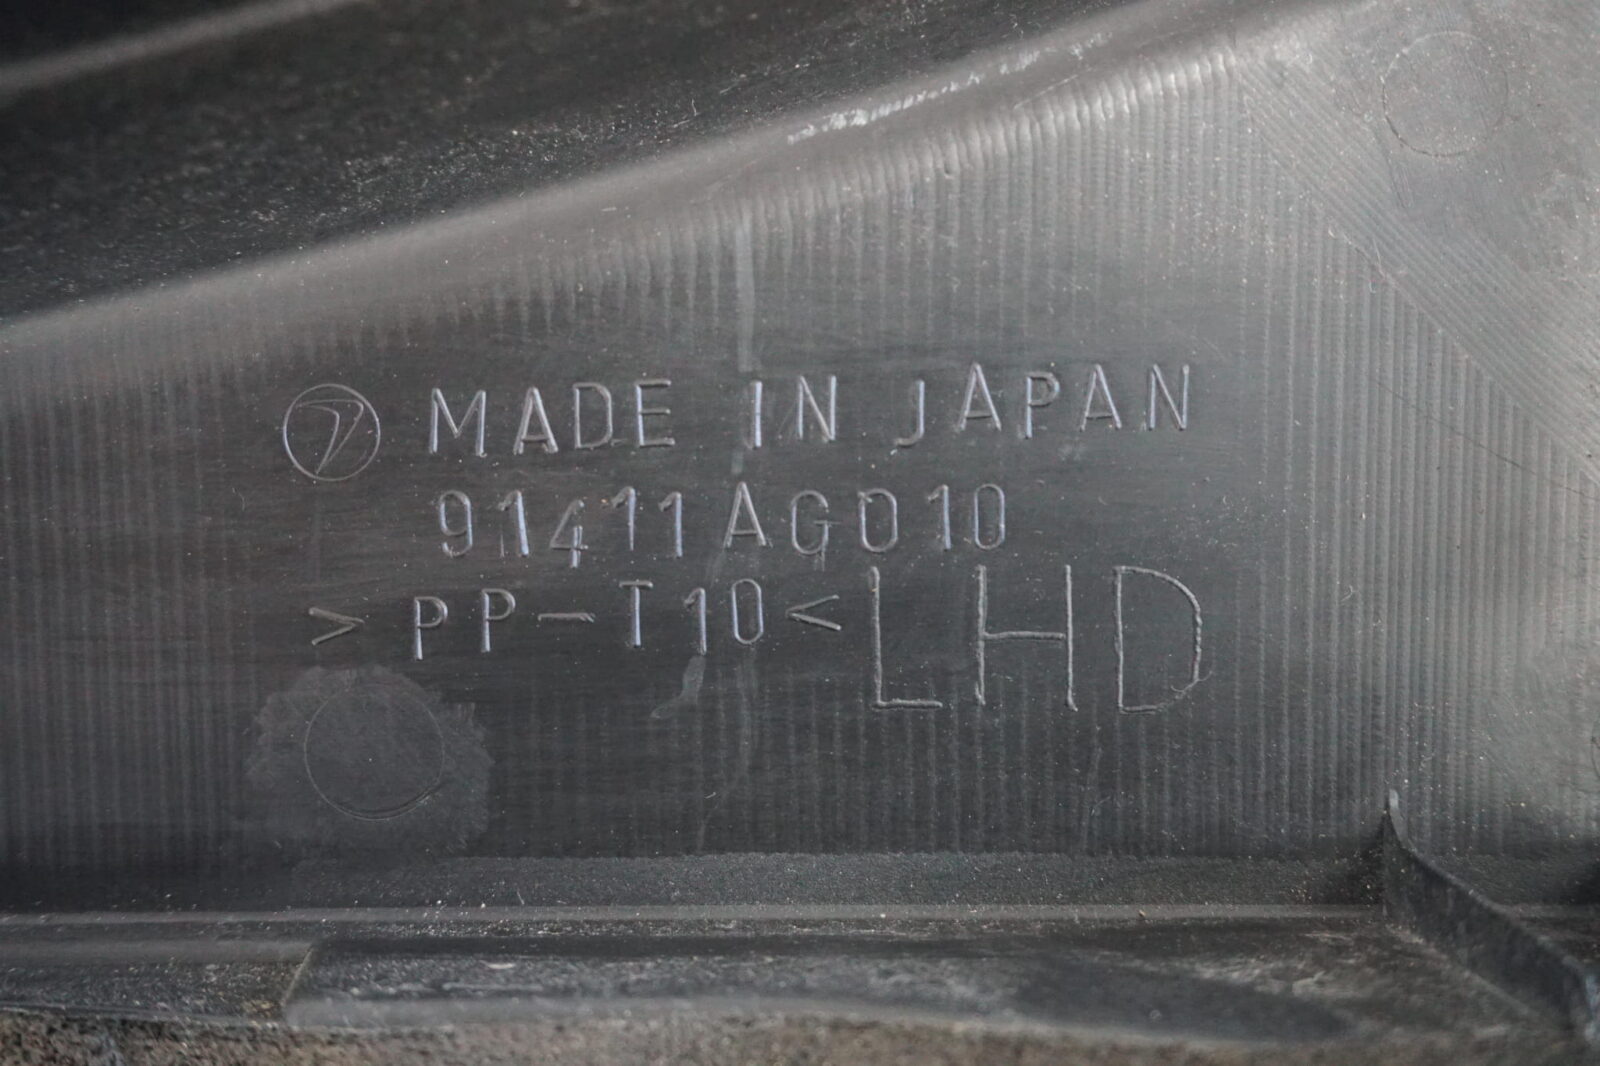 MADE IN JAPAN
91411AG010
>PP-T10< LHD